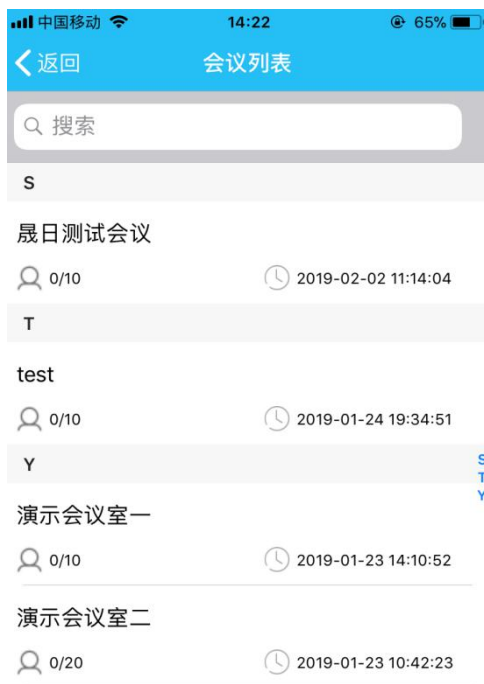 中国移动 14:22 65%
返回 会议列表
搜索
S
晟日测试会议
0/10 2019-02-02 11:14:04
T
test
0/10 2019-01-24 19:34:51
Y
S
T
Y
演示会议室一
0/10 2019-01-23 14:10:52
演示会议室二
0/20 2019-01-23 10:42:23